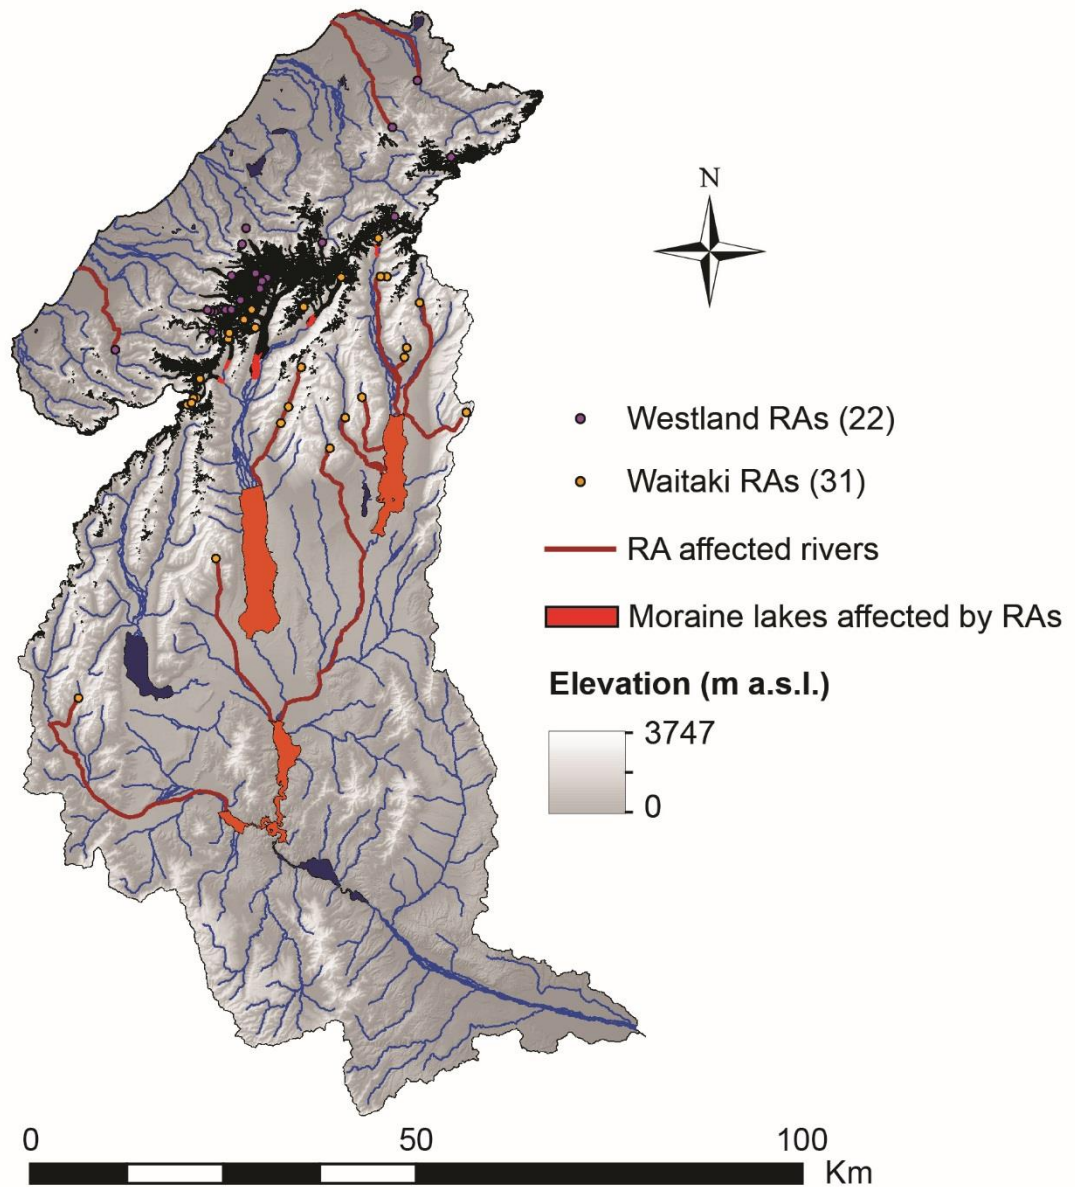 N
Westland RAs (22)
Waitaki RAs (31)
RA affected rivers
Moraine lakes affected by RAs
Elevation (m a.s.l.)
3747
0
0 50 100
Km